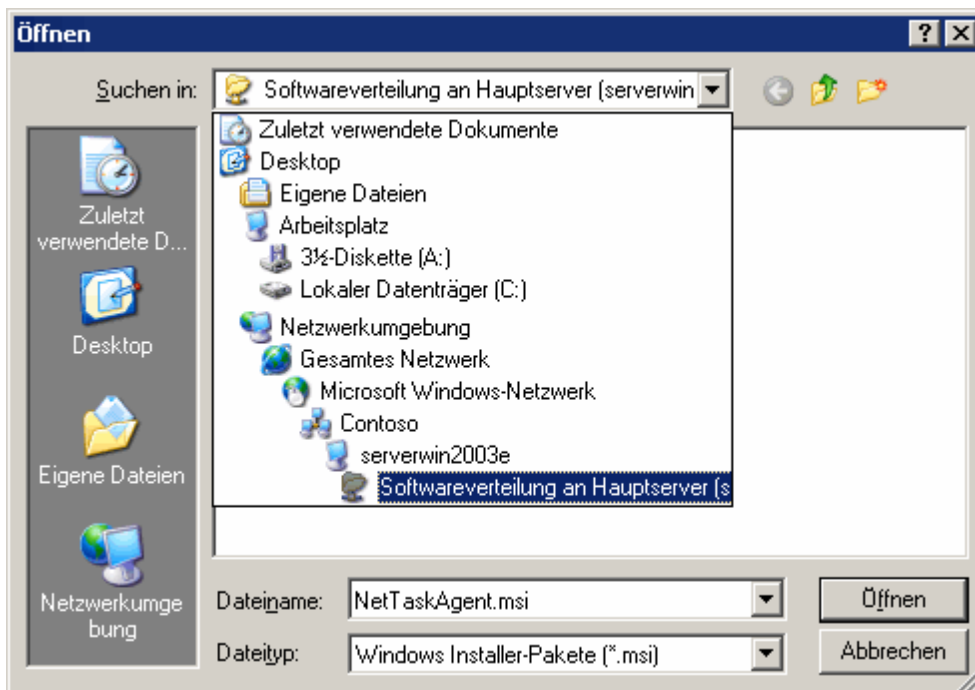 Öffnen
Suchen in:
Softwareverteilung an Hauptserver (serverwin
Zuletzt verwendete Dokumente
Desktop
Eigene Dateien
Arbeitsplatz
3½-Diskette (A:)
Lokaler Datenträger (C:)
Netzwerkumgebung
Gesamtes Netzwerk
Microsoft Windows-Netzwerk
Contoso
serverwin2003e
Softwareverteilung an Hauptserver (s
Zuletzt
verwendete D...
Desktop
Eigene Dateien
Netzwerkumge
bung
Dateiname:
NetTaskAgent.msi
Öffnen
Dateityp:
Windows Installer-Pakete (*.msi)
Abbrechen